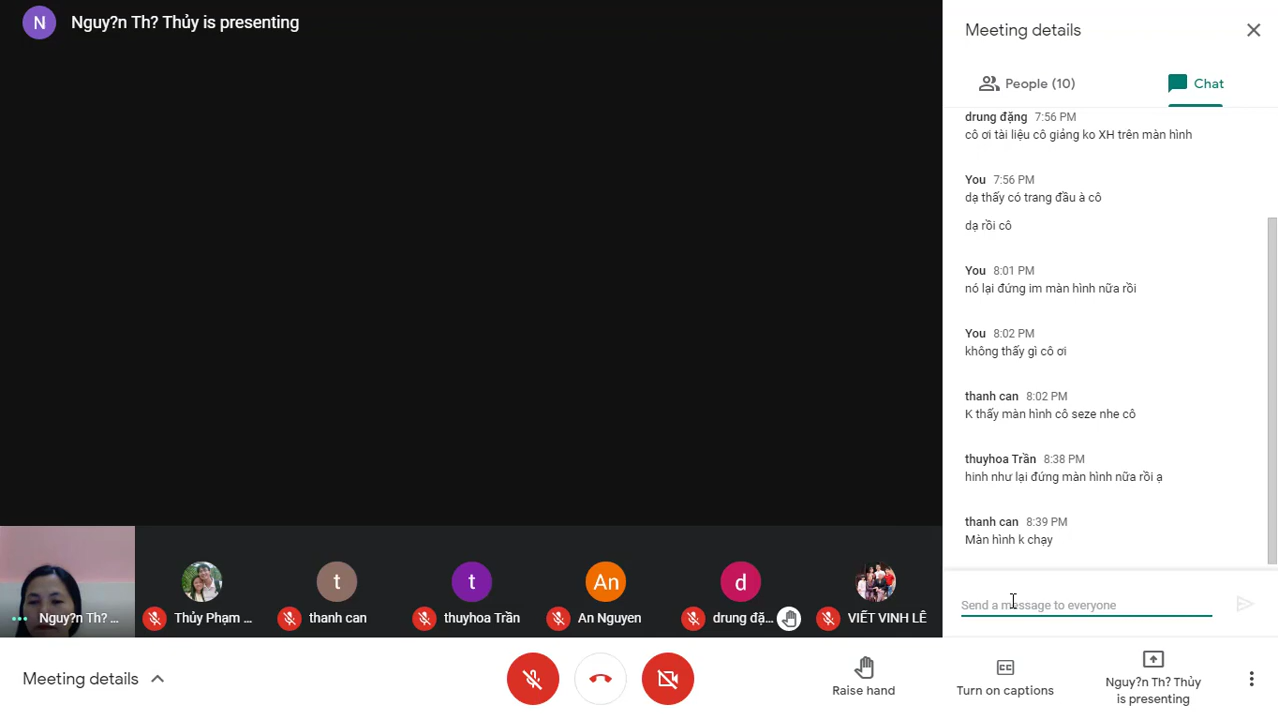 N
Nguy?n Th? Thủy is presenting
Meeting details
People (10)
Chat
drung đặng 7:56 PM
cô ơi tài liệu cô giảng ko XH trên màn hình
You 7:56 PM
dạ thấy có trang đầu à cô
dạ rồi cô
You 8:01 PM
nó lại đứng im màn hình nữa rồi
You 8:02 PM
không thấy gì cô ơi
thanh can 8:02 PM
K thấy màn hình cô seze nhe cô
thuyhoa Trần 8:38 PM
hinh như lại đứng màn hình nữa rồi ạ
thanh can 8:39 PM
Màn hình k chạy
Send a message to everyone
Nguy?n Th? ...
Thủy Phạm ...
t
thanh can
t
thuyhoa Trần
An
An Nguyen
d
drung đặ...
VIẾT VINH LÊ
Meeting details
Raise hand
CC
Turn on captions
Nguy?n Th? Thủy
is presenting